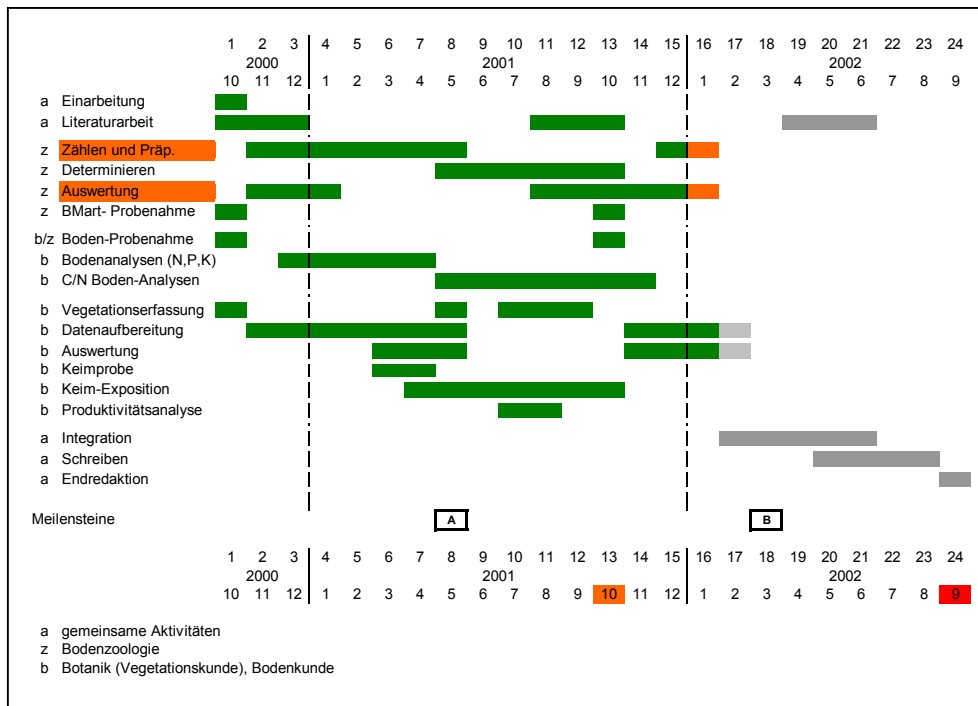 1 2 3 4 5 6 7 8 9 10 11 12 13 14 15 16 17 18 19 20 21 22 23 24
2000 2001 2002
10 11 12 1 2 3 4 5 6 7 8 9 10 11 12 1 2 3 4 5 6 7 8 9
a Einarbeitung
a Literaturarbeit
z Zählen und Präp.
z Determinieren
z Auswertung
z BMart- Probenahme
b/z Boden-Probenahme
b Bodenanalysen (N,P,K)
b C/N Boden-Analysen
b Vegetationserfassung
b Datenaufbereitung
b Auswertung
b Keimprobe
b Keim-Exposition
b Produktivitätsanalyse
a Integration
a Schreiben
a Endredaktion
Meilensteine A B
1 2 3 4 5 6 7 8 9 10 11 12 13 14 15 16 17 18 19 20 21 22 23 24
2000 2001 2002
10 11 12 1 2 3 4 5 6 7 8 9 10 11 12 1 2 3 4 5 6 7 8 9
a gemeinsame Aktivitäten
z Bodenzoologie
b Botanik (Vegetationskunde), Bodenkunde